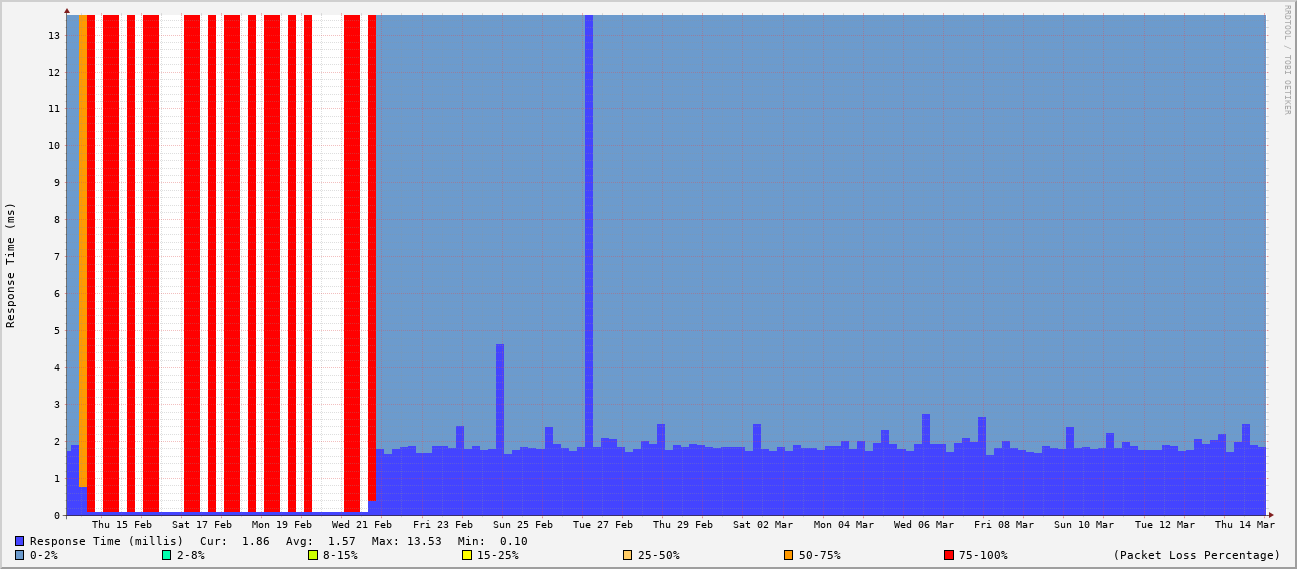 RRDTOOL / TOBI OETIKER
Response Time (ms)
13
12
11
10
9
8
7
6
5
4
3
2
1
0
Thu 15 Feb Sat 17 Feb Mon 19 Feb Wed 21 Feb Fri 23 Feb Sun 25 Feb Tue 27 Feb Thu 29 Feb Sat 02 Mar Mon 04 Mar Wed 06 Mar Fri 08 Mar Sun 10 Mar Tue 12 Mar Thu 14 Mar
Response Time (millis) Cur: 1.86 Avg: 1.57 Max: 13.53 Min: 0.10
0-2% 2-8% 8-15% 15-25% 25-50% 50-75% 75-100% (Packet Loss Percentage)